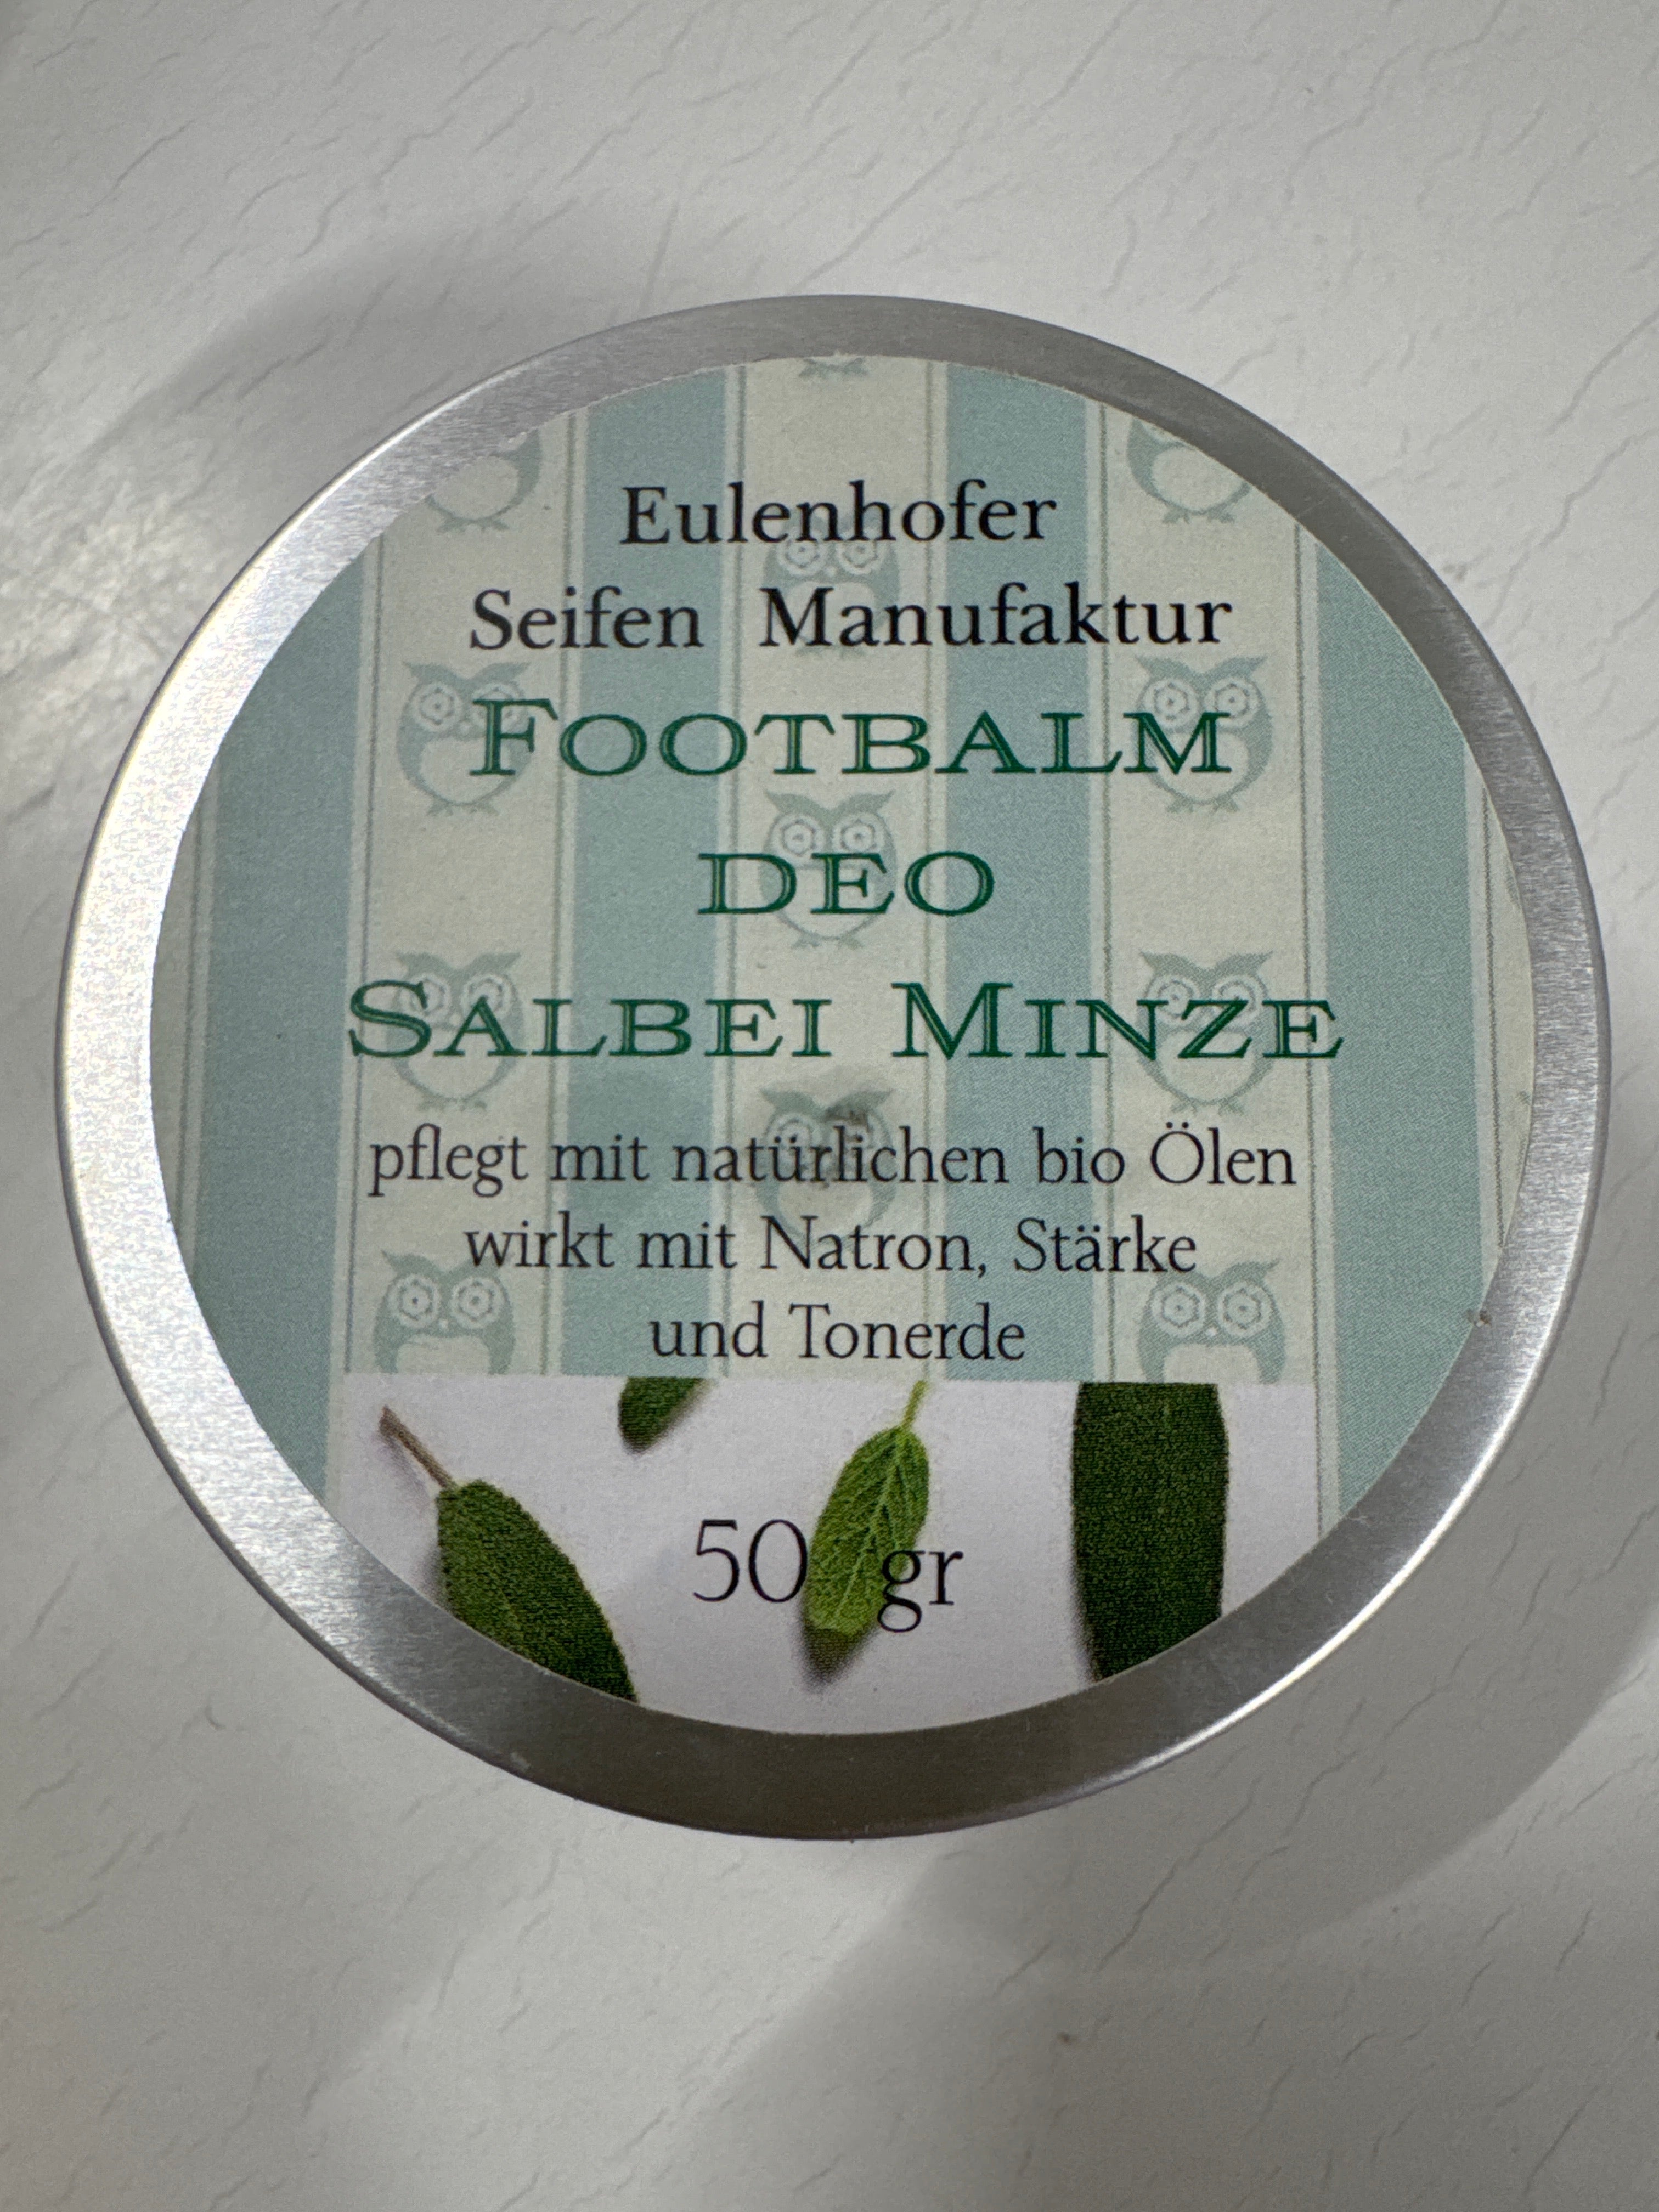 Eulenhofer
Seifen Manufaktur
FOOTBALM
DEO
SALBEI MINZE
pflegt mit natürlichen bio Ölen
wirkt mit Natron, Stärke
und Tonerde
50 gr